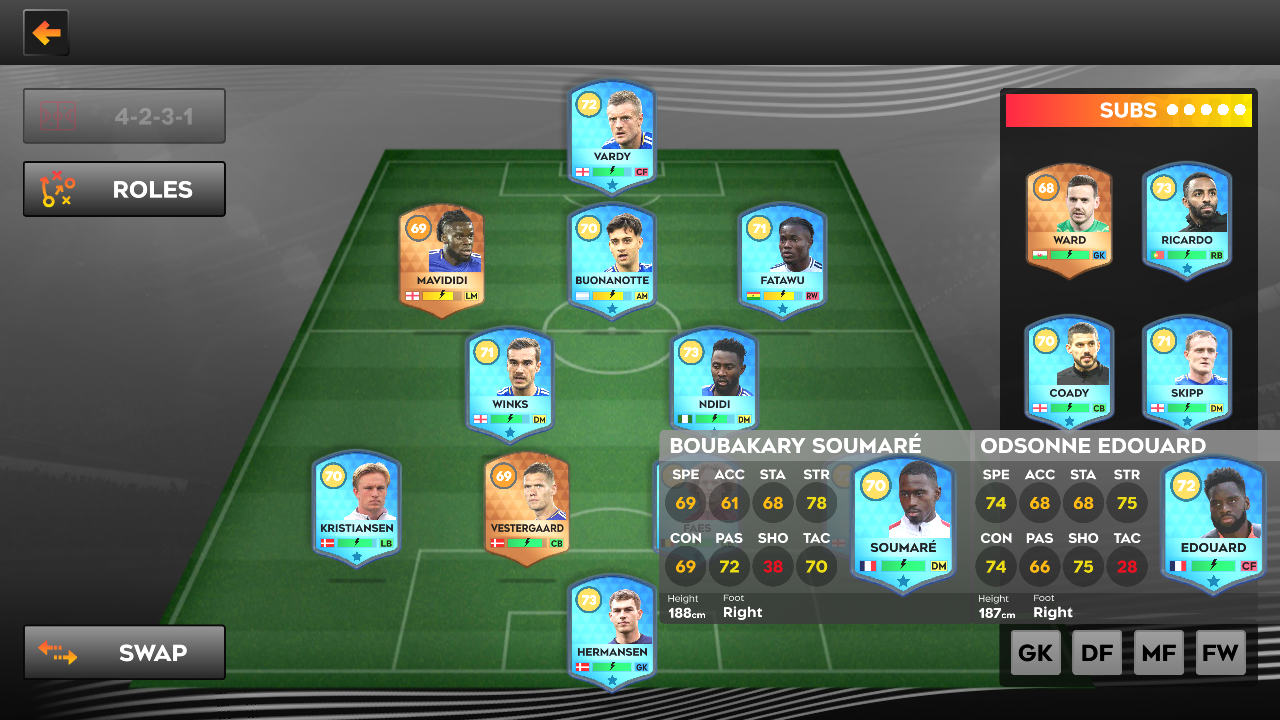 4-2-3-1
ROLES
SUBS
72
VARDY
CF
69
MAVIDIDI
LM
70
BUONANOTTE
AM
71
FATAWU
RW
68
WARD
GK
73
RICARDO
RB
71
WINKS
DM
73
NDIDI
DM
70
COADY
CB
71
SKIPP
DM
70
KRISTIANSEN
LB
69
VESTERGAARD
CB
FAES
BOUBAKARY SOUMARÉ
SPE ACC STA STR
69 61 68 78
CON PAS SHO TAC
69 72 38 70
Height Foot
188cm Right
70
SOUMARÉ
DM
ODSONNE EDOUARD
SPE ACC STA STR
74 68 68 75
CON PAS SHO TAC
74 66 75 28
Height Foot
187cm Right
72
EDOUARD
CF
73
HERMANSEN
GK
SWAP
GK DF MF FW